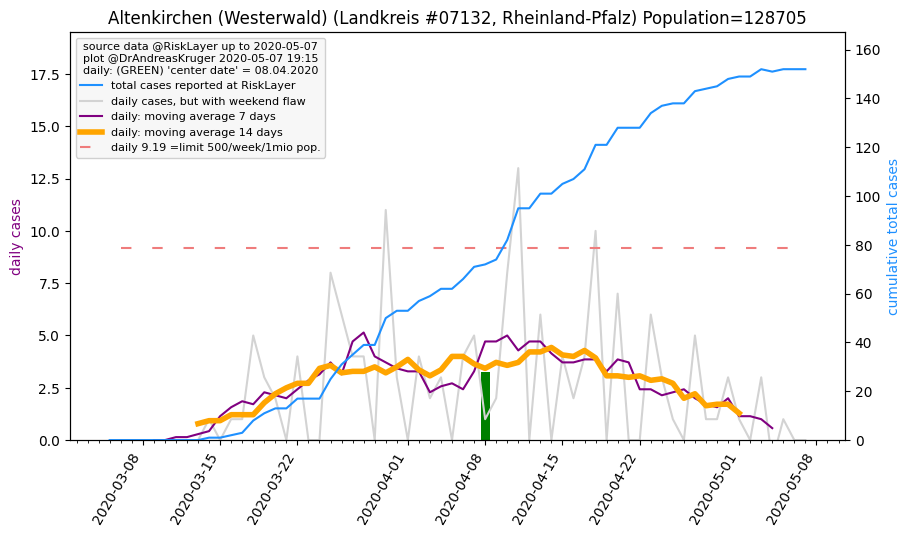 Altenkirchen (Westerwald) (Landkreis #07132, Rheinland-Pfalz) Population=128705
source data @RiskLayer up to 2020-05-07
plot @DrAndreasKruger 2020-05-07 19:15
daily: (GREEN) 'center date' = 08.04.2020
total cases reported at RiskLayer
daily cases, but with weekend flaw
daily: moving average 7 days
daily: moving average 14 days
daily 9.19 =limit 500/week/1mio pop.
daily cases
17.5
15.0
12.5
10.0
7.5
5.0
2.5
0.0
160
140
120
100
80
60
40
20
0
cumulative total cases
2020-03-08
2020-03-15
2020-03-22
2020-04-01
2020-04-08
2020-04-15
2020-04-22
2020-05-01
2020-05-08